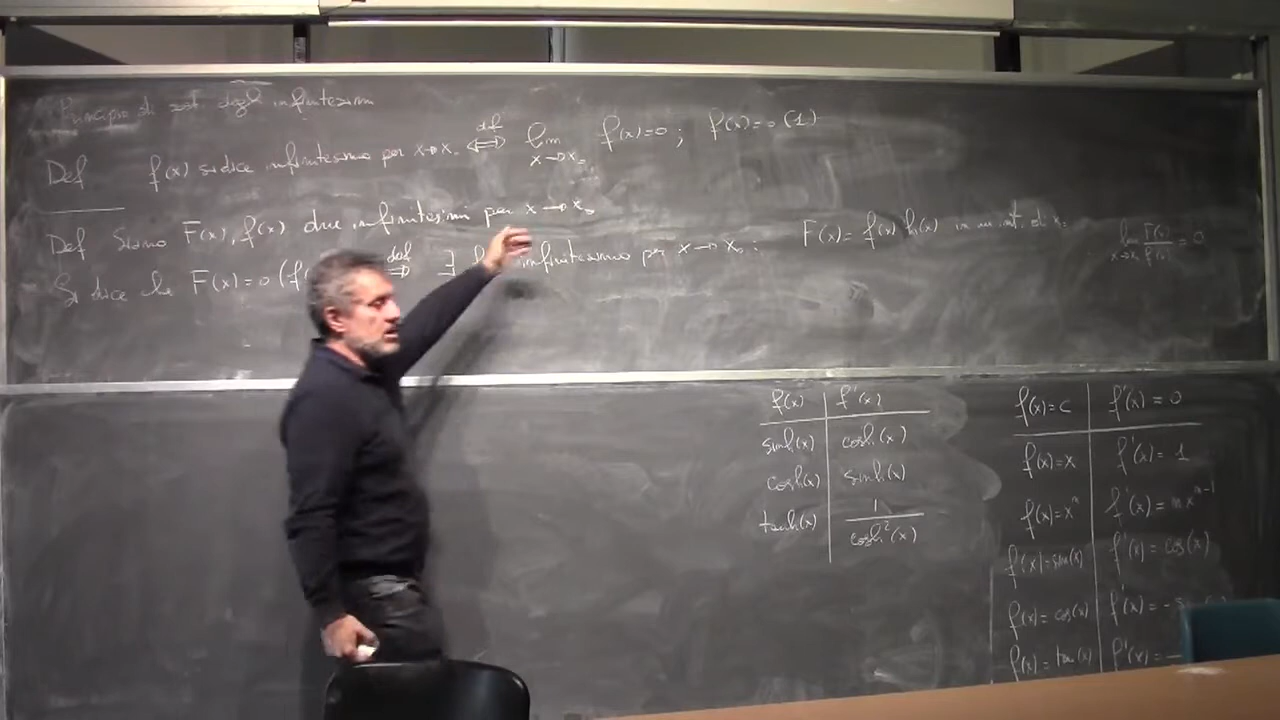 Principio di sost degli infinitesimi
Def f(x) si dice infinitesimo per x→x₀ ⇔ def lim x→x₀ f(x)=0 ; f(x)=o(1)
Def Siano F(x), f(x) due infinitesimi per x→x₀
Si dice che F(x)=o(f def ⇔ ∃ infinitesimo per x→x₀ : F(x)=f(x) h(x) in un int. di x₀ lim x→x₀ F(x)/f(x) = 0
f(x) f'(x)
sinh(x) cosh(x)
cosh(x) sinh(x)
tanh(x) 1/cosh²(x)
f(x)=c f'(x)=0
f(x)=x f'(x)=1
f(x)=xⁿ f'(x)=n xⁿ⁻¹
f(x)=sin(x) f'(x)=cos(x)
f(x)=cos(x) f'(x)=-
f(x)=tan(x) f'(x)=